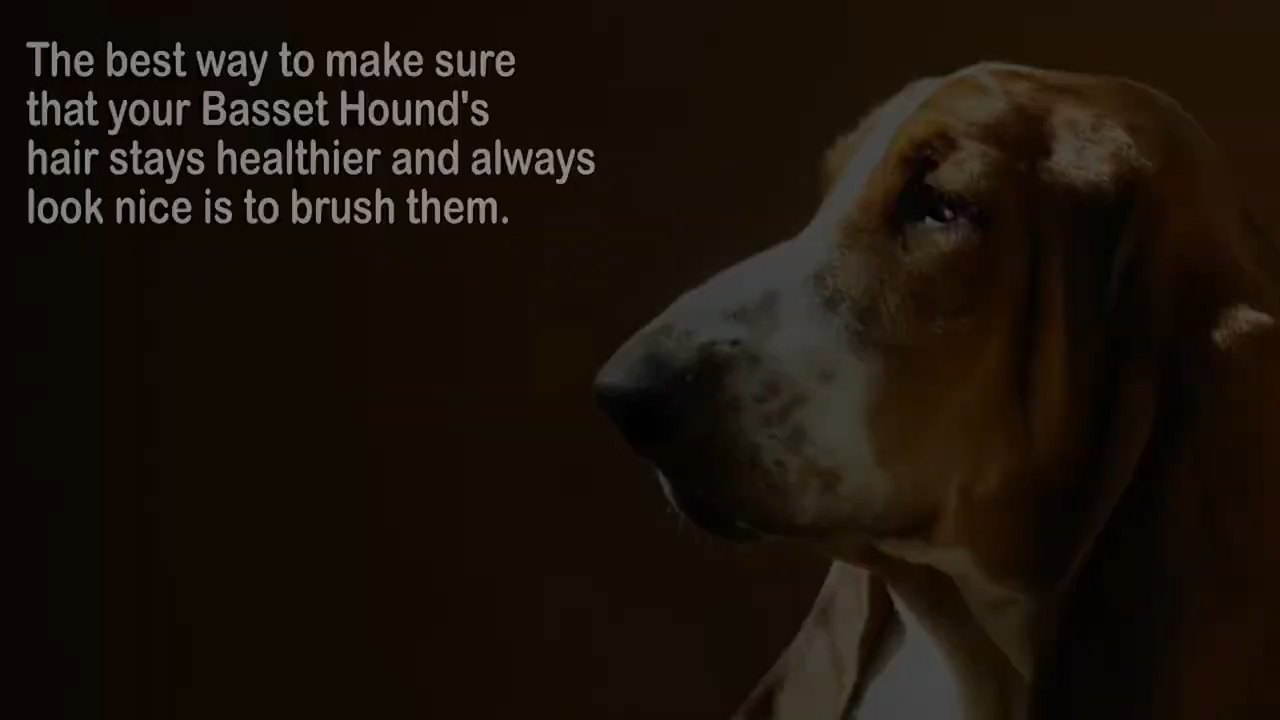 The best way to make sure
that your Basset Hound's
hair stays healthier and always
look nice is to brush them.